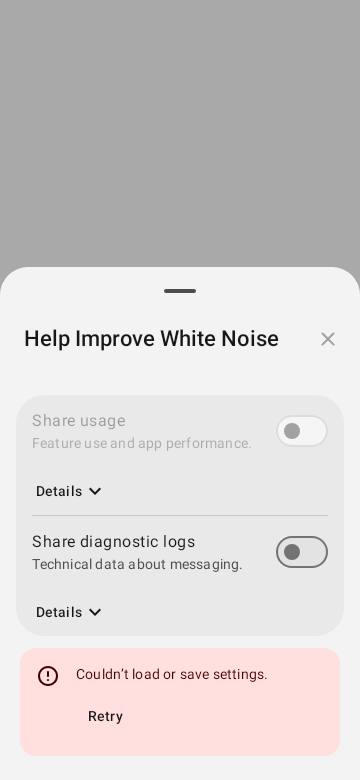 Help Improve White Noise
Share usage
Feature use and app performance.
Details
Share diagnostic logs
Technical data about messaging.
Details
Couldn’t load or save settings.
Retry